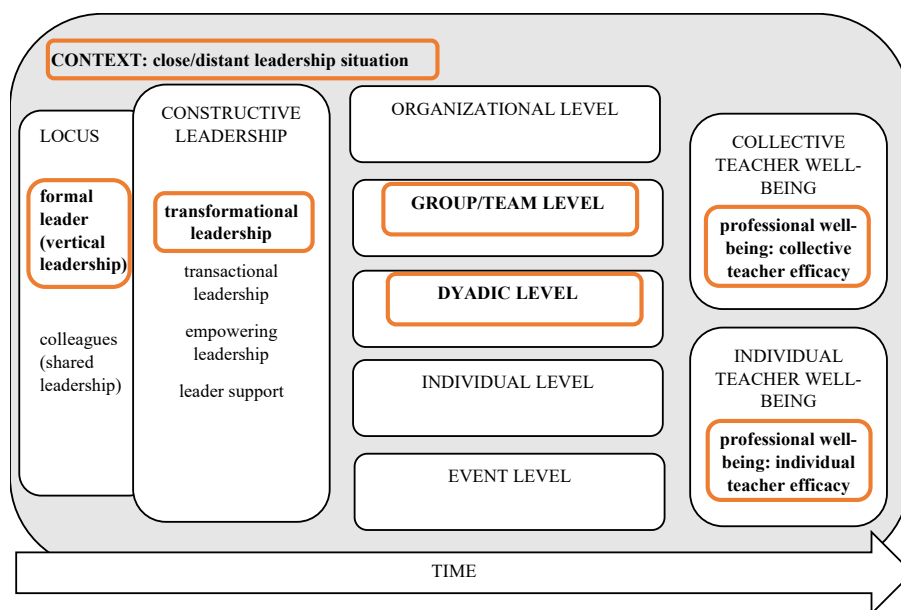 CONTEXT: close/distant leadership situation
LOCUS
formal
leader
(vertical
leadership)
colleagues
(shared
leadership)
CONSTRUCTIVE
LEADERSHIP
transformational
leadership
transactional
leadership
empowering
leadership
leader support
ORGANIZATIONAL LEVEL
GROUP/TEAM LEVEL
DYADIC LEVEL
INDIVIDUAL LEVEL
EVENT LEVEL
COLLECTIVE
TEACHER WELL-
BEING
professional well-
being: collective
teacher efficacy
INDIVIDUAL
TEACHER WELL-
BEING
professional well-
being: individual
teacher efficacy
TIME